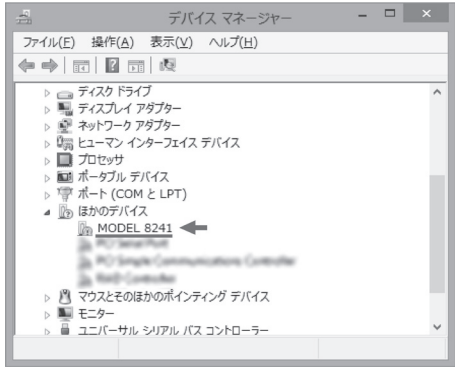 デバイス マネージャー
ファイル(F) 操作(A) 表示(V) ヘルプ(H)
ディスク ドライブ
ディスプレイ アダプター
ネットワーク アダプター
ヒューマン インターフェイス デバイス
プロセッサ
ポータブル デバイス
ポート (COM と LPT)
ほかのデバイス
MODEL 8241
マウスとそのほかのポインティング デバイス
モニター
ユニバーサル シリアル バス コントローラー